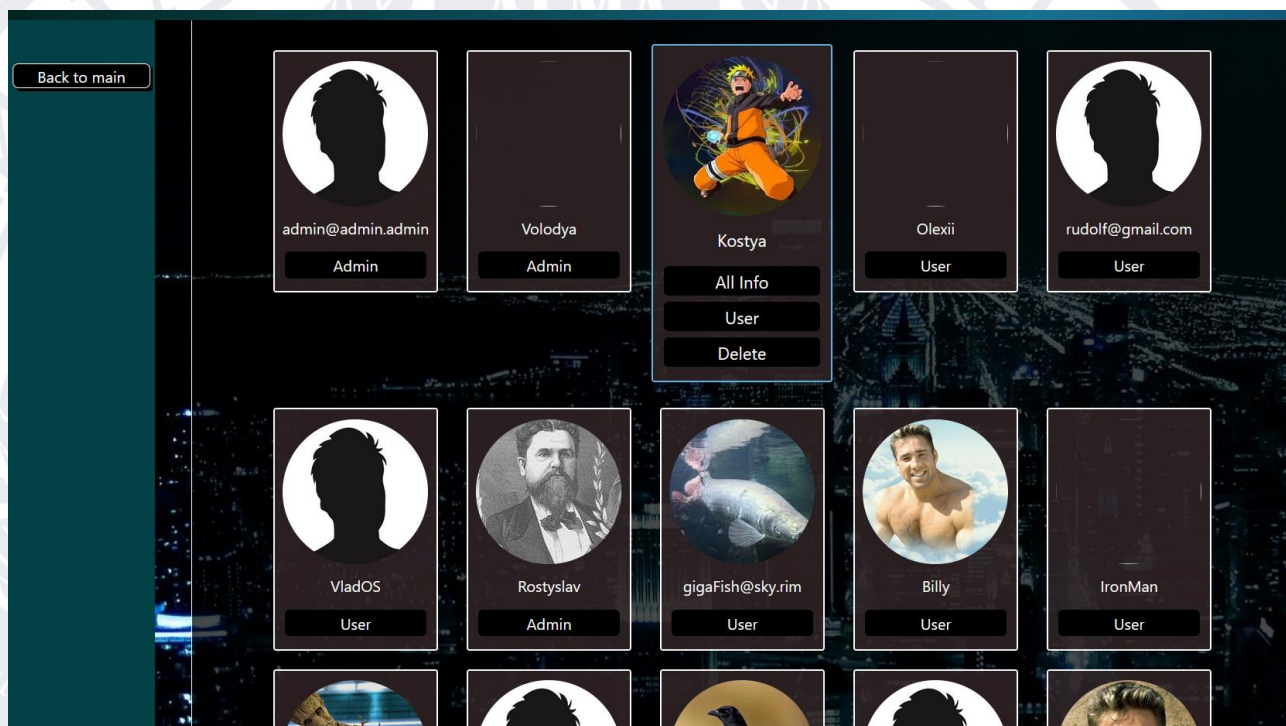 Back to main
admin@admin.admin
Admin
Volodya
Admin
Kostya
All Info
User
Delete
Olexii
User
rudolf@gmail.com
User
VladOS
User
Rostyslav
Admin
gigaFish@sky.rim
User
Billy
User
IronMan
User